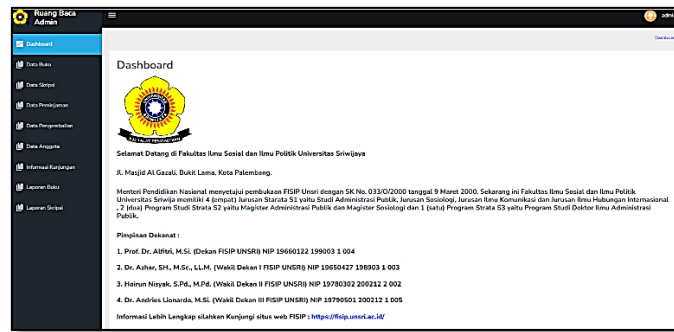 Ruang Baca
Admin
Dashboard
Data Buku
Data Skripsi
Data Peminjaman
Data Pengembalian
Data Anggota
Informasi Kunjungan
Laporan Buku
Laporan Skripsi
Dashboard
Selamat Datang di Fakultas Ilmu Sosial dan Ilmu Politik Universitas Sriwijaya
Jl. Masjid Al Gazali, Bukit Lama, Kota Palembang.
Menteri Pendidikan Nasional menyetujui pembukaan FISIP Unsri dengan SK No. 033/O/2000 tanggal 9 Maret 2000. Sekarang ini Fakultas Ilmu Sosial dan Ilmu Politik
Universitas Sriwija memiliki 4 (empat) Jurusan Starata S1 yaitu Studi Administrasi Publik, Jurusan Sosiologi, Jurusan Ilmu Komunikasi dan Jurusan Ilmu Hubungan Internasional
, 2 (dua) Program Studi Strata S2 yaitu Magister Administrasi Publik dan Magister Sosiologi dan 1 (satu) Program Strata S3 yaitu Program Studi Doktor Ilmu Administrasi
Publik.
Pimpinan Dekanat :
1. Prof. Dr. Alfitri, M.Si. (Dekan FISIP UNSRI) NIP 19660122 199003 1 004
2. Dr. Azhar, SH., M.Sc., LL.M. (Wakil Dekan I FISIP UNSRI) NIP 19650427 198903 1 003
3. Hoirun Nisyak, S.Pd., M.Pd. (Wakil Dekan II FISIP UNSRI) NIP 19780302 200212 2 002
4. Dr. Andries Lionardo, M.Si. (Wakil Dekan III FISIP UNSRI) NIP 19790501 200212 1 005
Informasi Lebih Lengkap silahkan Kunjungi situs web FISIP : https://fisip.unsri.ac.id/